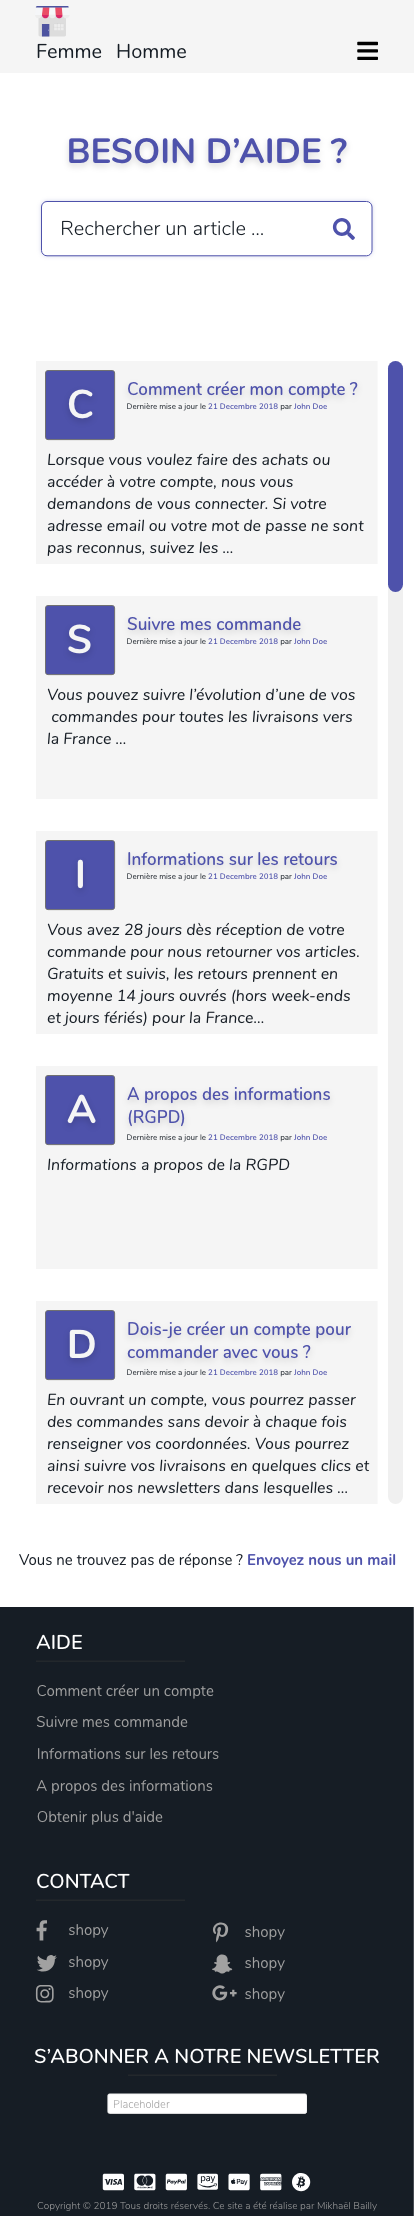 Femme Homme
BESOIN D’AIDE ?
Rechercher un article ...
C
Comment créer mon compte ?
Dernière mise a jour le 21 Decembre 2018 par John Doe
Lorsque vous voulez faire des achats ou
accéder à votre compte, nous vous
demandons de vous connecter. Si votre
adresse email ou votre mot de passe ne sont
pas reconnus, suivez les ...
S
Suivre mes commande
Dernière mise a jour le 21 Decembre 2018 par John Doe
Vous pouvez suivre l’évolution d’une de vos
commandes pour toutes les livraisons vers
la France ...
I
Informations sur les retours
Dernière mise a jour le 21 Decembre 2018 par John Doe
Vous avez 28 jours dès réception de votre
commande pour nous retourner vos articles.
Gratuits et suivis, les retours prennent en
moyenne 14 jours ouvrés (hors week-ends
et jours fériés) pour la France...
A
A propos des informations
(RGPD)
Dernière mise a jour le 21 Decembre 2018 par John Doe
Informations a propos de la RGPD
D
Dois-je créer un compte pour
commander avec vous ?
Dernière mise a jour le 21 Decembre 2018 par John Doe
En ouvrant un compte, vous pourrez passer
des commandes sans devoir à chaque fois
renseigner vos coordonnées. Vous pourrez
ainsi suivre vos livraisons en quelques clics et
recevoir nos newsletters dans lesquelles ...
Vous ne trouvez pas de réponse ? Envoyez nous un mail
AIDE
Comment créer un compte
Suivre mes commande
Informations sur les retours
A propos des informations
Obtenir plus d'aide
CONTACT
shopy shopy
shopy shopy
shopy G+ shopy
S’ABONNER A NOTRE NEWSLETTER
Placeholder
VISA PayPal pay Pay
Copyright © 2019 Tous droits réservés. Ce site a été réalise par Mikhaël Bailly